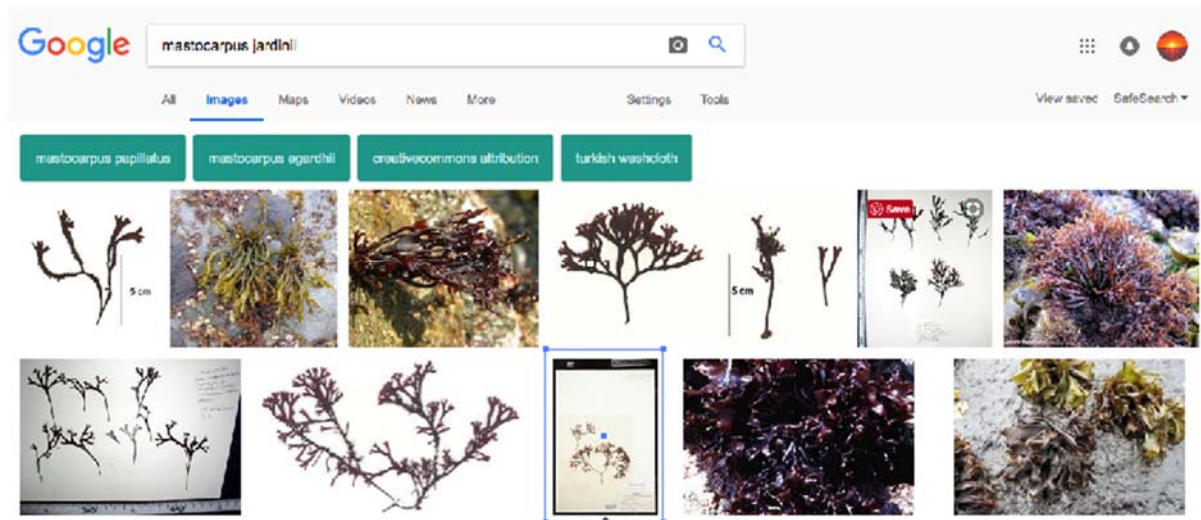 Google
mastocarpus jardinii
All Images Maps Videos News More Settings Tools View saved SafeSearch
mastocarpus papillatus
mastocarpus agardhii
creativecommons attribution
turkish washcloth
5 cm
5 cm
Save